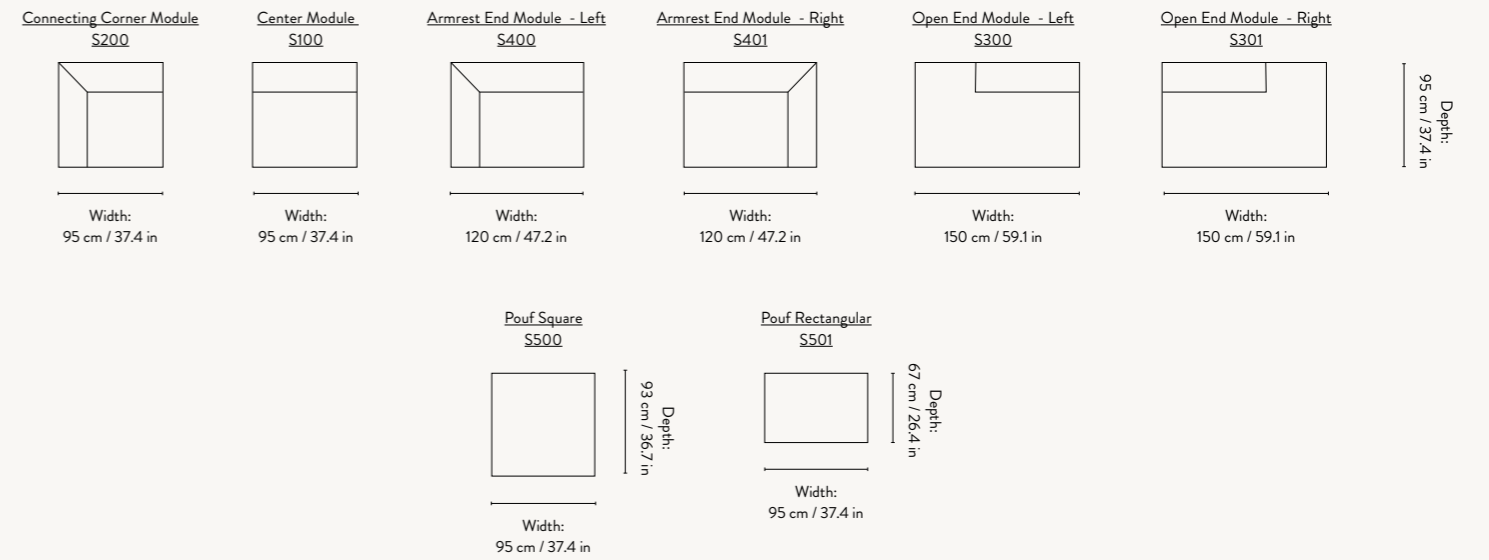 Connecting Corner Module
S200
Center Module
S100
Armrest End Module - Left
S400
Armrest End Module - Right
S401
Open End Module - Left
S300
Open End Module - Right
S301
Depth:
95 cm / 37.4 in
Width:
95 cm / 37.4 in
Width:
95 cm / 37.4 in
Width:
120 cm / 47.2 in
Width:
120 cm / 47.2 in
Width:
150 cm / 59.1 in
Width:
150 cm / 59.1 in
Pouf Square
S500
Depth:
93 cm / 36.7 in
Width:
95 cm / 37.4 in
Pouf Rectangular
S501
Depth:
67 cm / 26.4 in
Width:
95 cm / 37.4 in